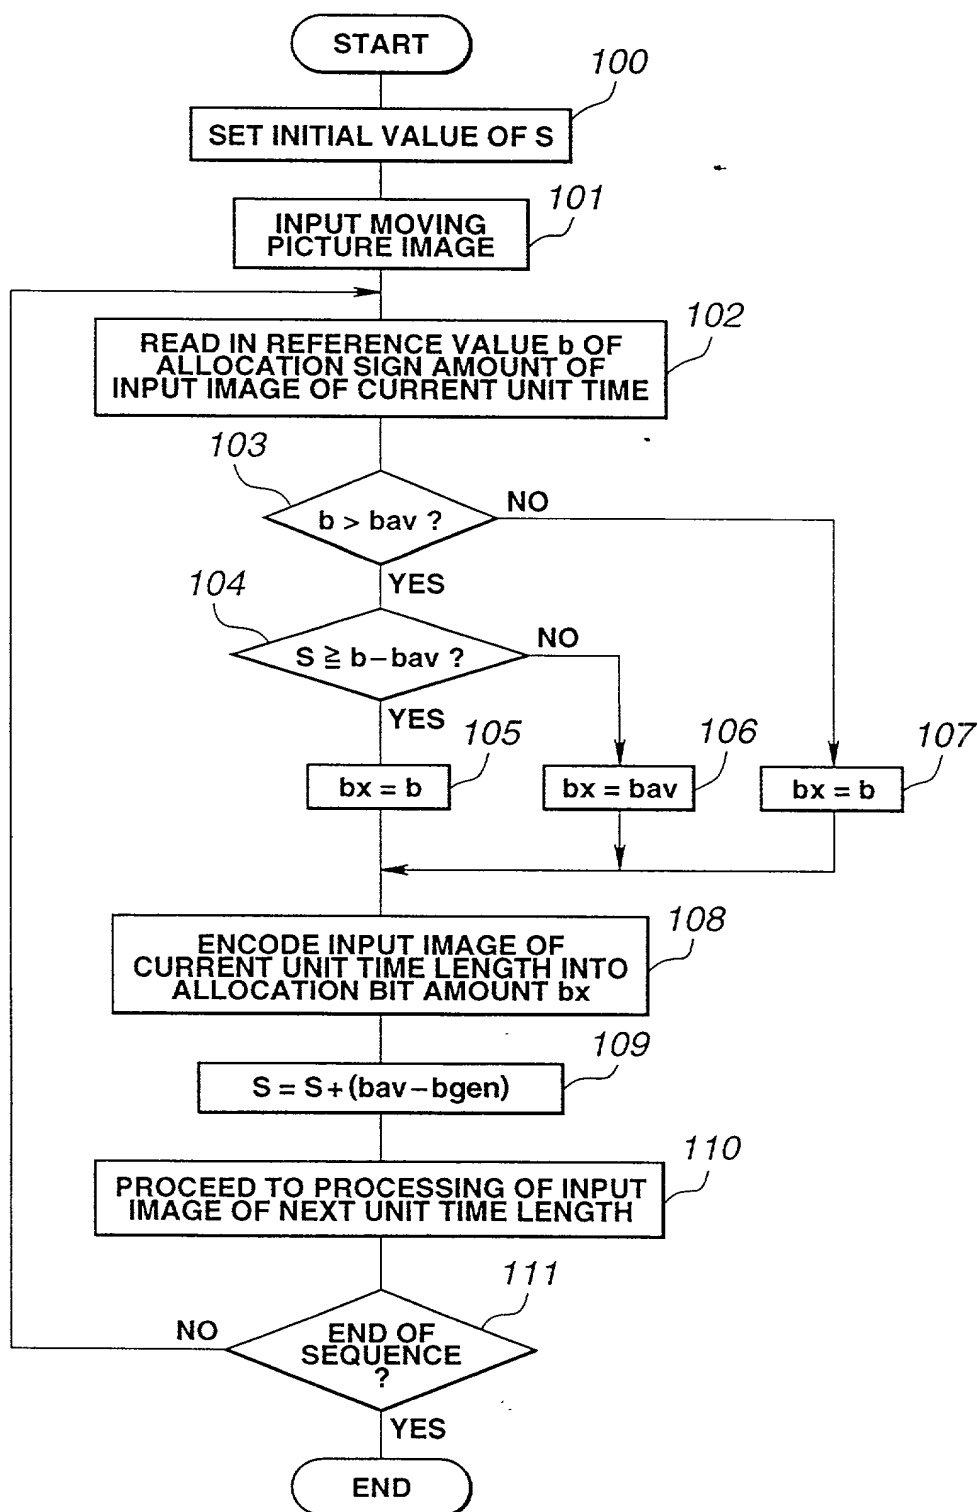 START
100
SET INITIAL VALUE OF S
101
INPUT MOVING
PICTURE IMAGE
102
READ IN REFERENCE VALUE b OF
ALLOCATION SIGN AMOUNT OF
INPUT IMAGE OF CURRENT UNIT TIME
103
b > bav ?
NO
YES
104
S ≧ b–bav ?
NO
YES
105
bx = b
106
bx = bav
107
bx = b
108
ENCODE INPUT IMAGE OF
CURRENT UNIT TIME LENGTH INTO
ALLOCATION BIT AMOUNT bx
109
S = S+(bav–bgen)
110
PROCEED TO PROCESSING OF INPUT
IMAGE OF NEXT UNIT TIME LENGTH
111
NO
END OF
SEQUENCE
?
YES
END